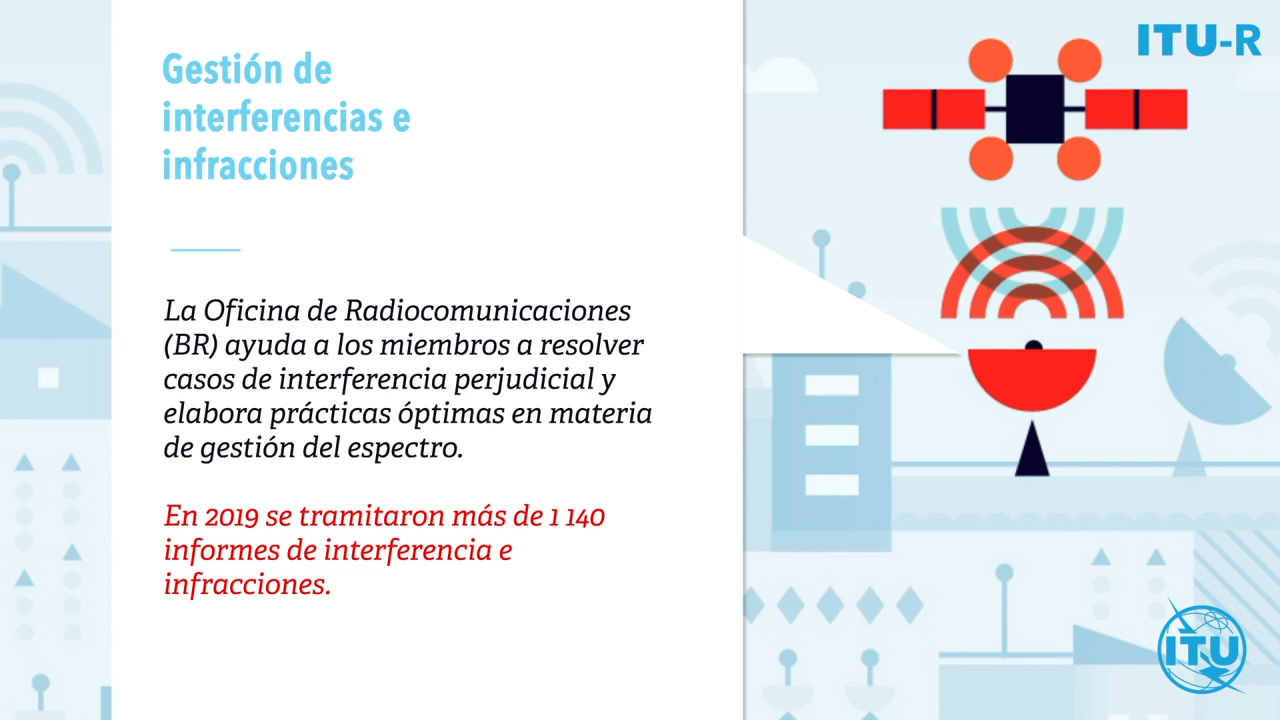 Gestión de
interferencias e
infracciones
La Oficina de Radiocomunicaciones
(BR) ayuda a los miembros a resolver
casos de interferencia perjudicial y
elabora prácticas óptimas en materia
de gestión del espectro.
En 2019 se tramitaron más de 1 140
informes de interferencia e
infracciones.
ITU-R
ITU